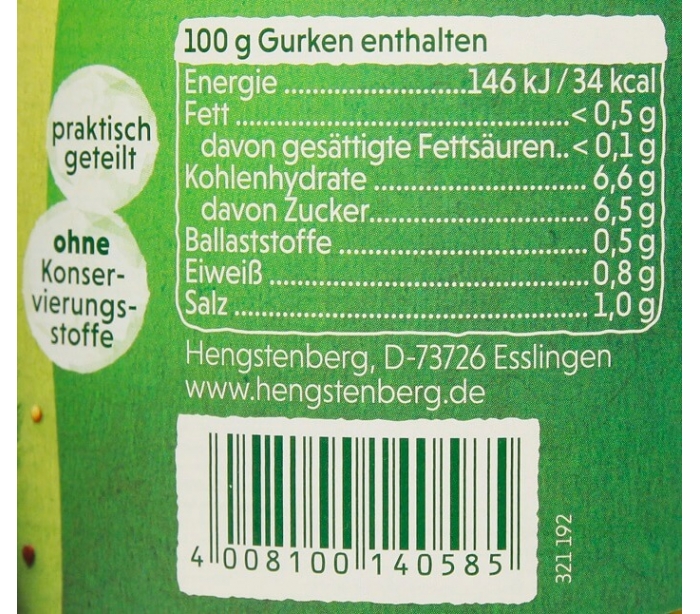 100 g Gurken enthalten
Energie ........................146 kJ / 34 kcal
Fett ............................................< 0,5 g
davon gesättigte Fettsäuren..< 0,1 g
Kohlenhydrate ............................ 6,6 g
davon Zucker............................. 6,5 g
Ballaststoffe ................................ 0,5 g
Eiweiß ......................................... 0,8 g
Salz .............................................. 1,0 g
praktisch
geteilt
ohne
Konser-
vierungs-
stoffe
Hengstenberg, D-73726 Esslingen
www.hengstenberg.de
4 008100 140585
321 192